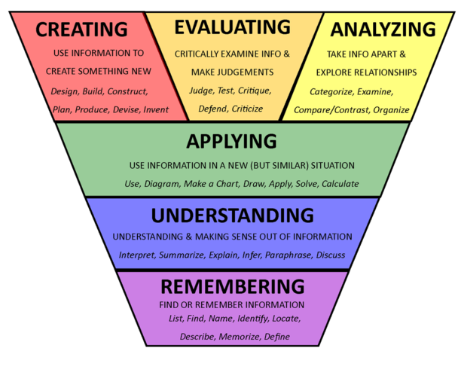 CREATING
USE INFORMATION TO
CREATE SOMETHING NEW
Design, Build, Construct,
Plan, Produce, Devise, Invent
EVALUATING
CRITICALLY EXAMINE INFO &
MAKE JUDGEMENTS
Judge, Test, Critique,
Defend, Criticize
ANALYZING
TAKE INFO APART &
EXPLORE RELATIONSHIPS
Categorize, Examine,
Compare/Contrast, Organize
APPLYING
USE INFORMATION IN A NEW (BUT SIMILAR) SITUATION
Use, Diagram, Make a Chart, Draw, Apply, Solve, Calculate
UNDERSTANDING
UNDERSTANDING & MAKING SENSE OUT OF INFORMATION
Interpret, Summarize, Explain, Infer, Paraphrase, Discuss
REMEMBERING
FIND OR REMEMBER INFORMATION
List, Find, Name, Identify, Locate,
Describe, Memorize, Define